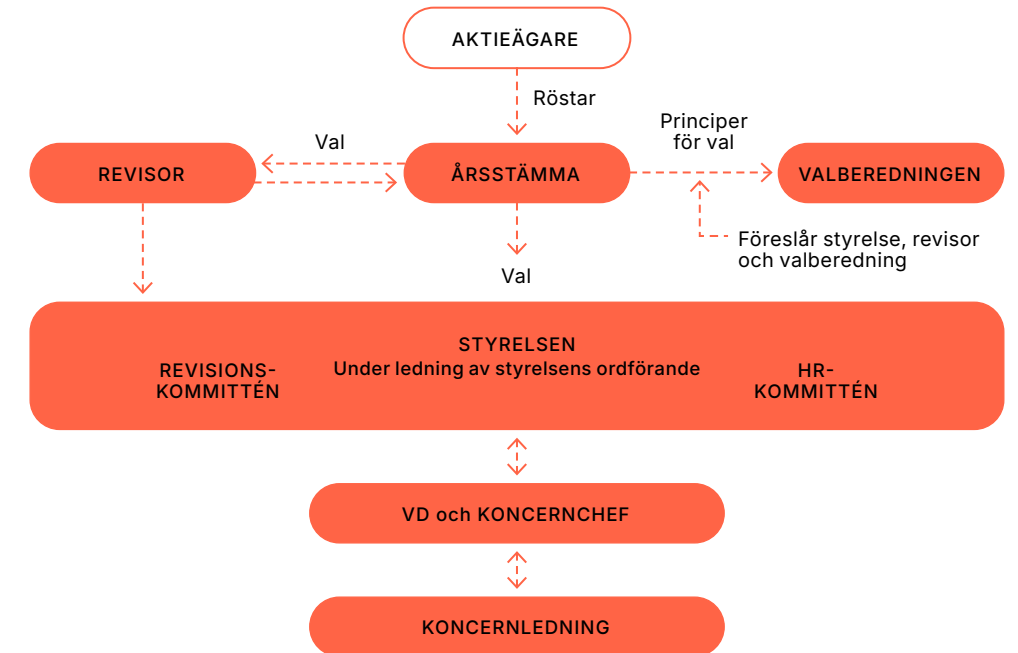 AKTIEÄGARE
Röstar
Principer
för val
Val
REVISOR
ÅRSSTÄMMA
VALBEREDNINGEN
Föreslår styrelse, revisor
och valberedning
Val
STYRELSEN
Under ledning av styrelsens ordförande
REVISIONS-
KOMMITTÉN
HR-
KOMMITTÉN
VD och KONCERNCHEF
KONCERNLEDNING